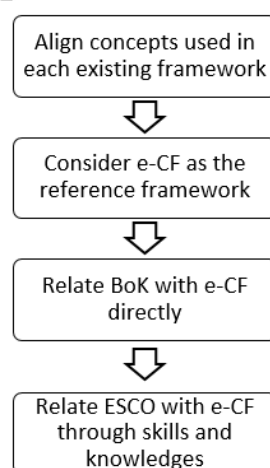 Align concepts used in
each existing framework
Consider e-CF as the
reference framework
Relate BoK with e-CF
directly
Relate ESCO with e-CF
through skills and
knowledges